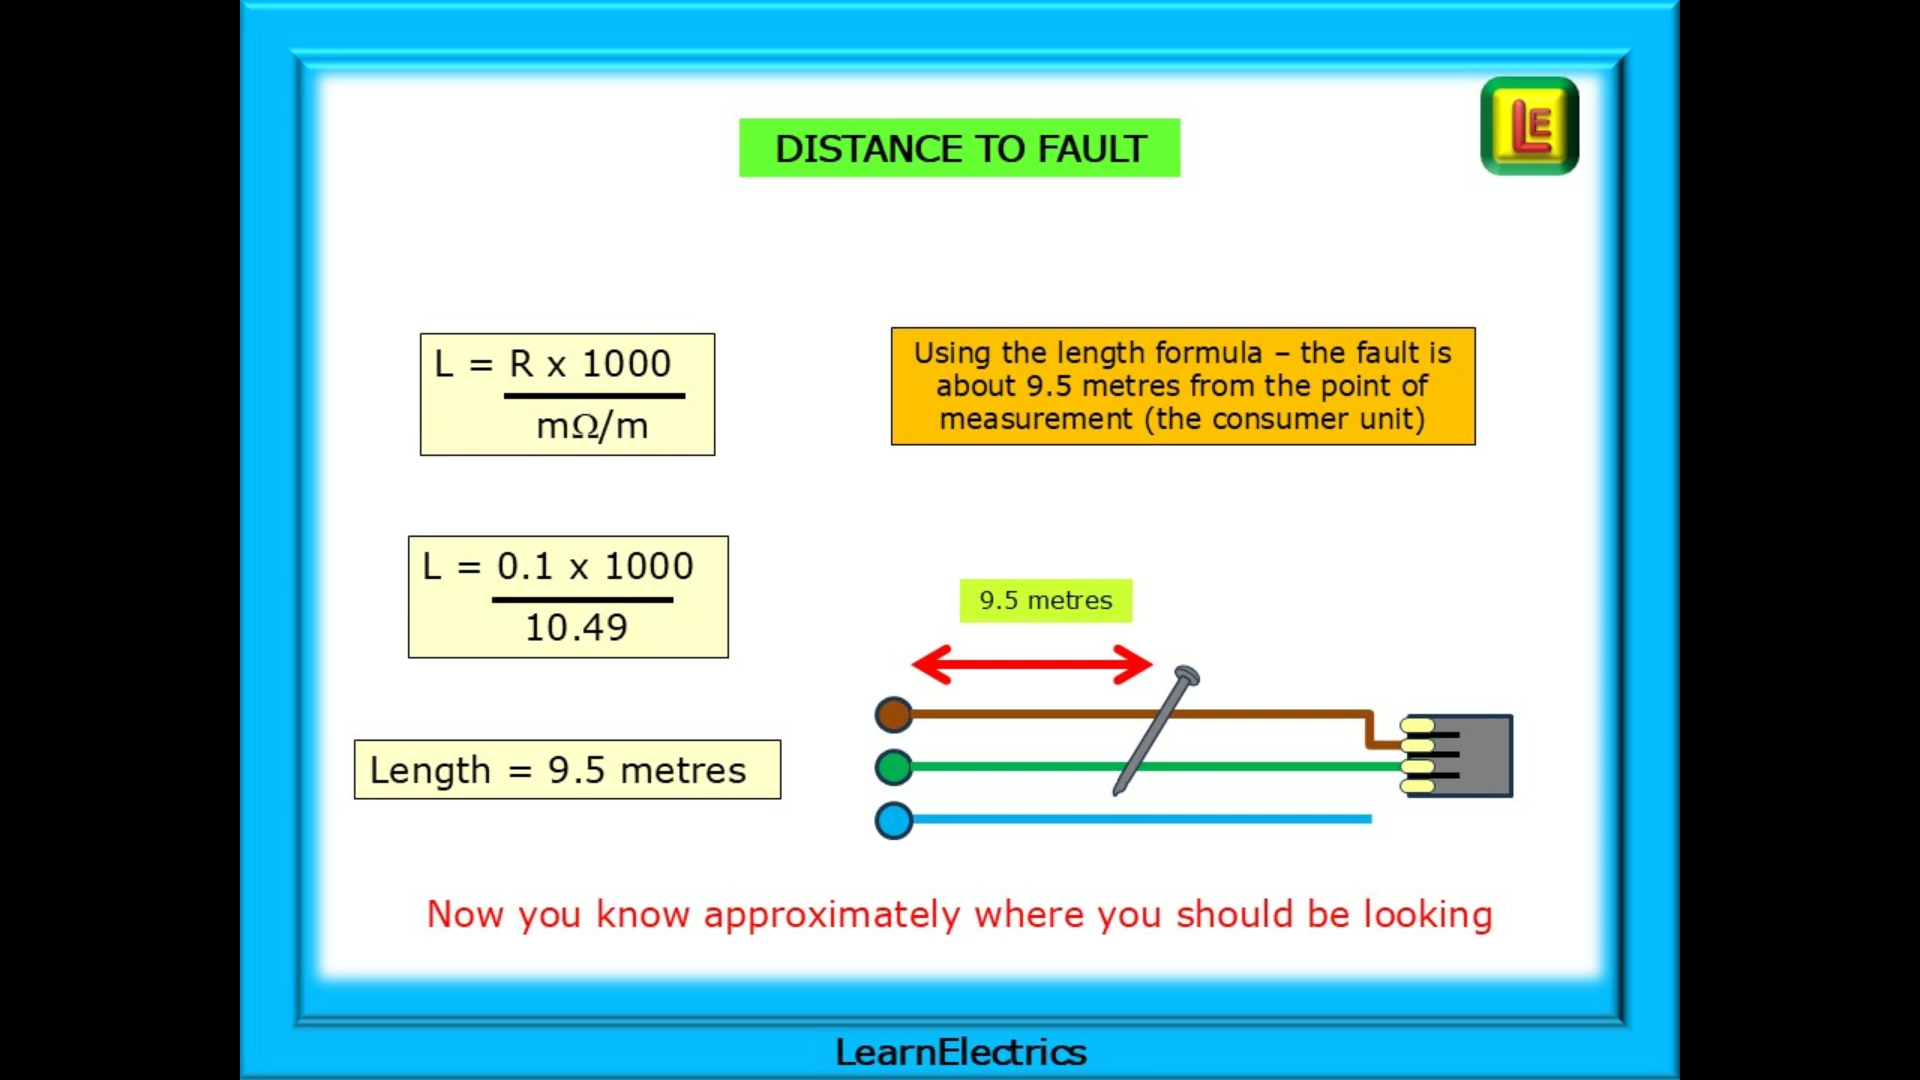 DISTANCE TO FAULT
LE
L = R x 1000
mΩ/m
Using the length formula – the fault is
about 9.5 metres from the point of
measurement (the consumer unit)
L = 0.1 x 1000
10.49
9.5 metres
Length = 9.5 metres
Now you know approximately where you should be looking
LearnElectrics